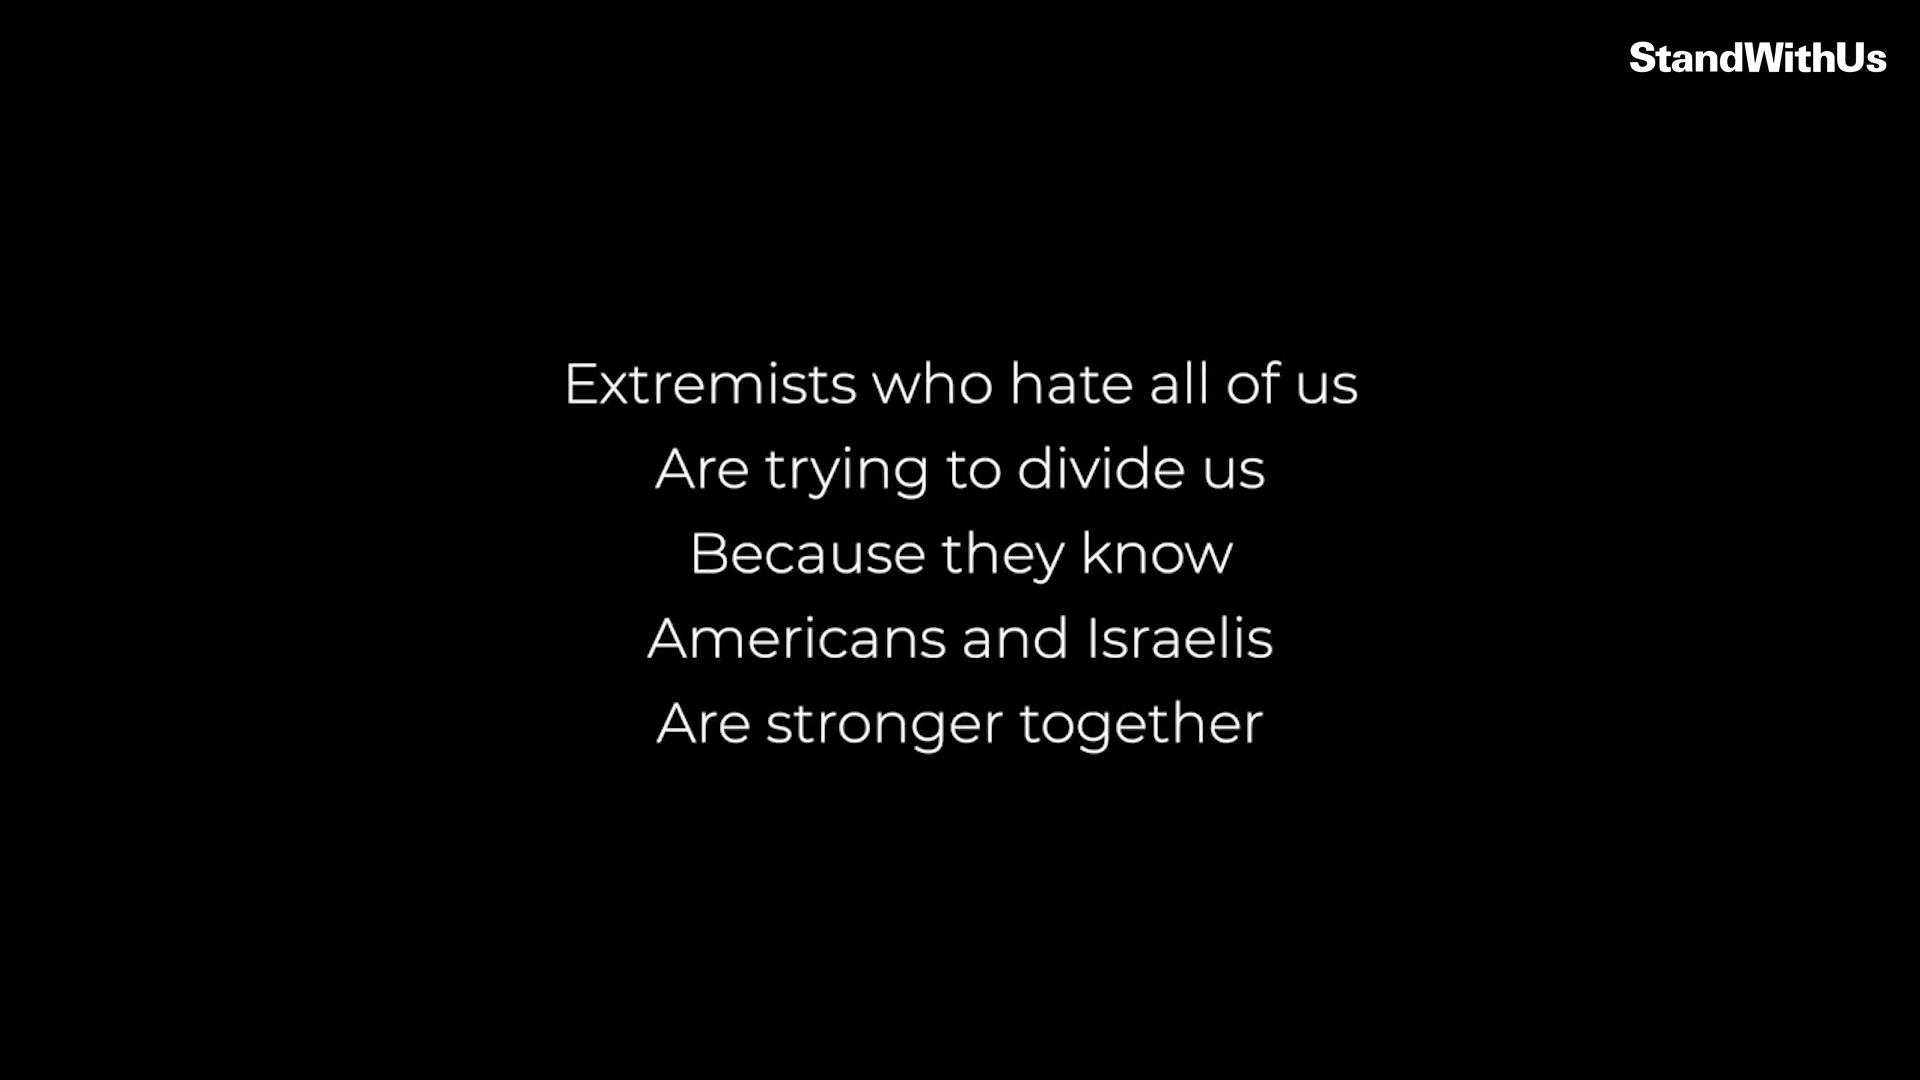 StandWithUs
Extremists who hate all of us
Are trying to divide us
Because they know
Americans and Israelis
Are stronger together